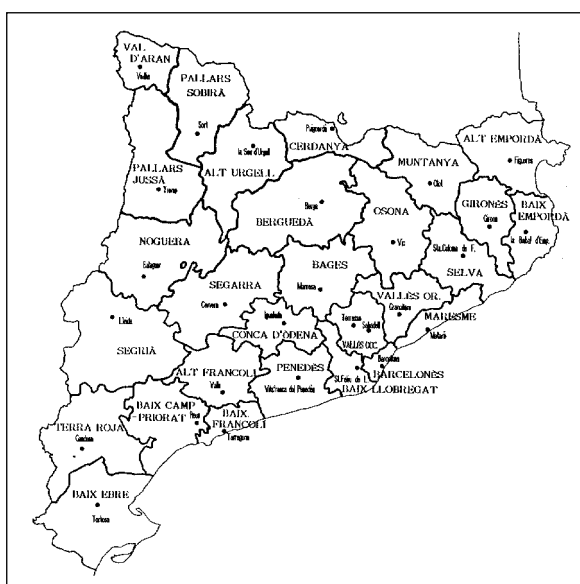 VAL
D'ARAN
Viella
PALLARS
SOBIRÀ
Sort
la Seu d'Urgell
ALT URGELL
Puigcerdà
CERDANYA
MUNTANYA
Olot
ALT EMPORDÀ
Figueres
PALLARS
JUSSÀ
Tremp
Berga
BERGUEDÀ
OSONA
Vic
GIRONÈS
Girona
BAIX
EMPORDÀ
la Bisbal d'Emp.
NOGUERA
Balaguer
Sta.Coloma de F.
SELVA
SEGARRA
Cervera
BAGES
Manresa
VALLÈS OR.
Granollers
MARESME
Mataró
Lleida
SEGRIÀ
Igualada
CONCA D'ÒDENA
Terrassa
Sabadell
VALLÈS OCC.
ALT FRANCOLÍ
Valls
PENEDÈS
Vilafranca del Penedès
St.Feliu de L.
BAIX LLOBREGAT
Barcelona
BARCELONÈS
BAIX CAMP
-PRIORAT
Reus
BAIX
FRANCOLÍ
Tarragona
TERRA ROJA
Gandesa
BAIX EBRE
Tortosa